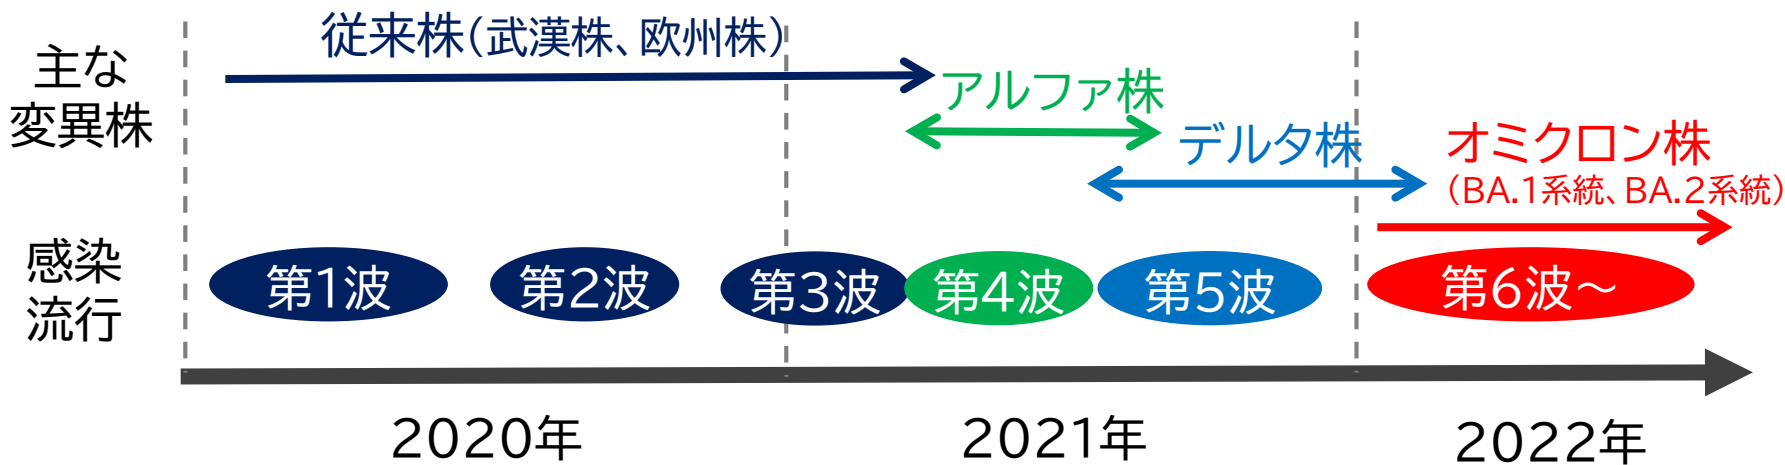 主な
変異株
従来株(武漢株、欧州株)
アルファ株
デルタ株
オミクロン株
(BA.1系統、BA.2系統)
感染
流行
第1波
第2波
第3波
第4波
第5波
第6波~
2020年
2021年
2022年